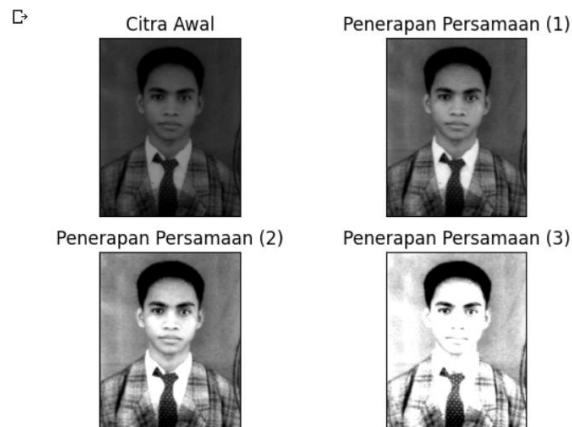 Citra Awal
Penerapan Persamaan (1)
Penerapan Persamaan (2)
Penerapan Persamaan (3)